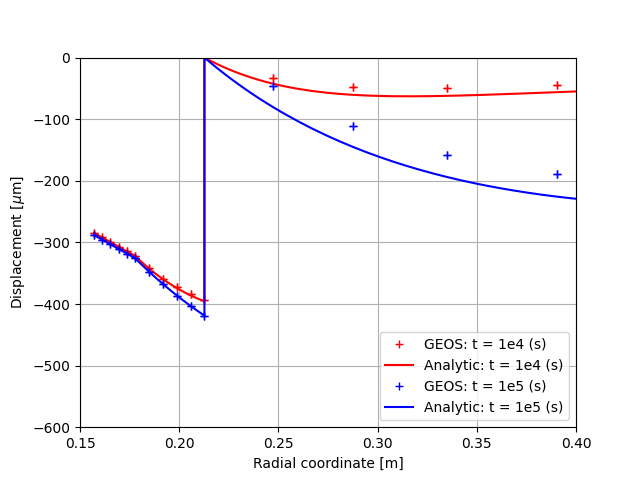 0
−100
−200
−300
−400
−500
−600
Displacement [μm]
GEOS: t = 1e4 (s)
Analytic: t = 1e4 (s)
GEOS: t = 1e5 (s)
Analytic: t = 1e5 (s)
0.15 0.20 0.25 0.30 0.35 0.40
Radial coordinate [m]